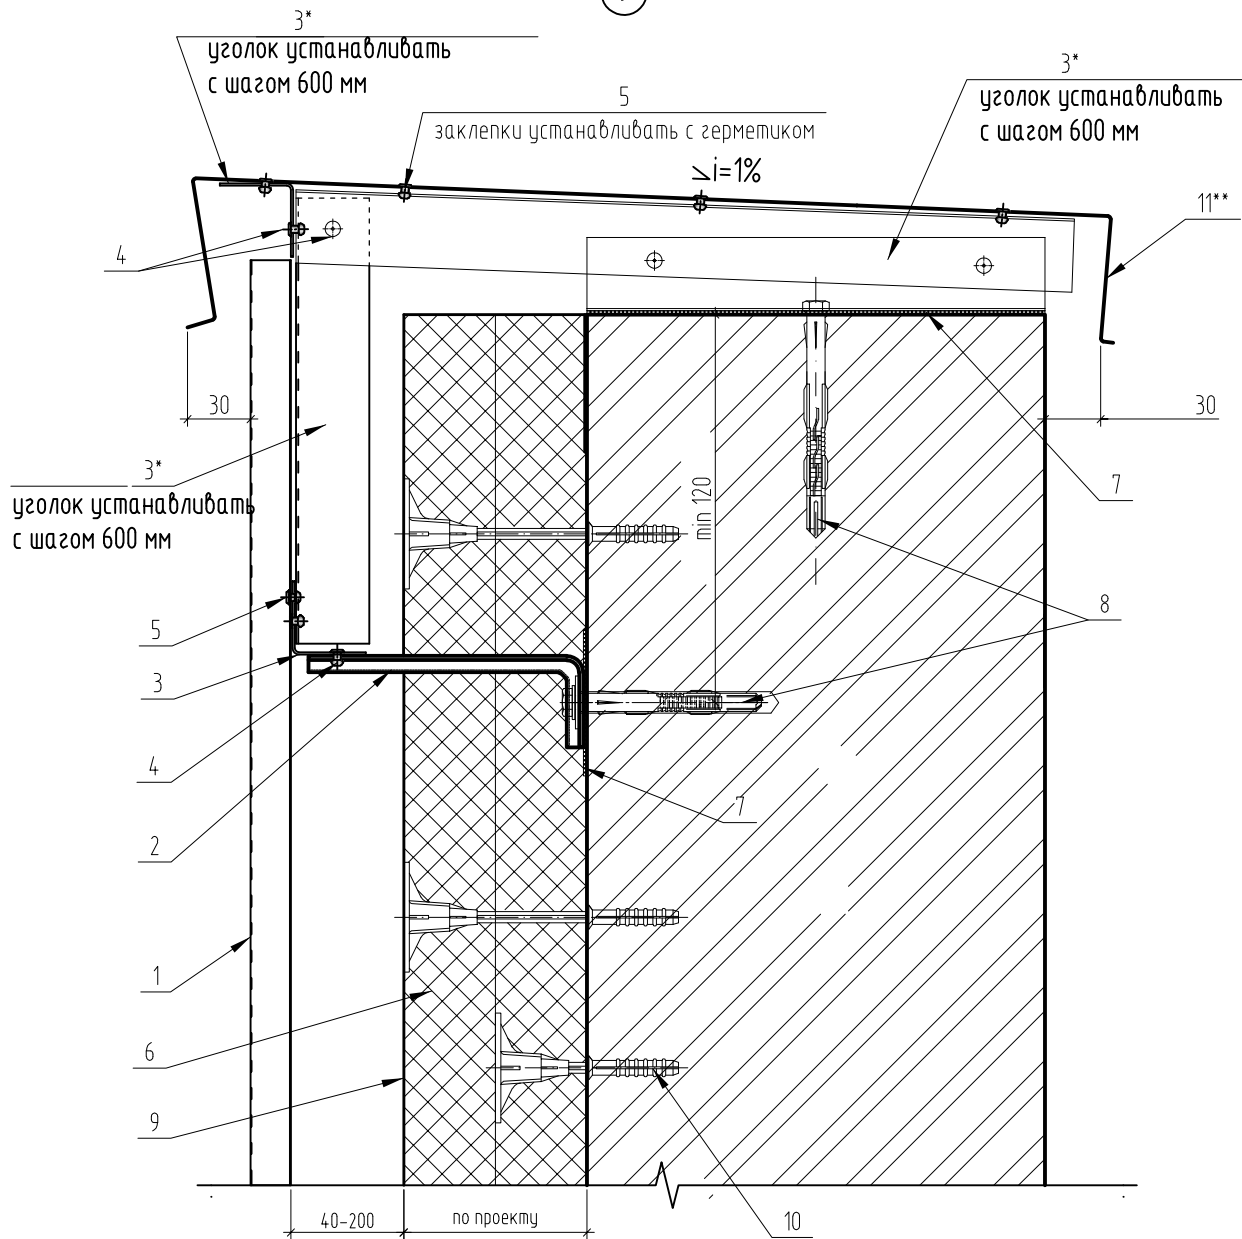 3*
уголок устанавливать
с шагом 600 мм
3*
уголок устанавливать
с шагом 600 мм
5
заклепки устанавливать с герметиком
i=1%
11**
4
30
30
3*
уголок устанавливать
с шагом 600 мм
7
min 120
5
8
3
4
7
2
1
6
9
40-200
по проекту
10